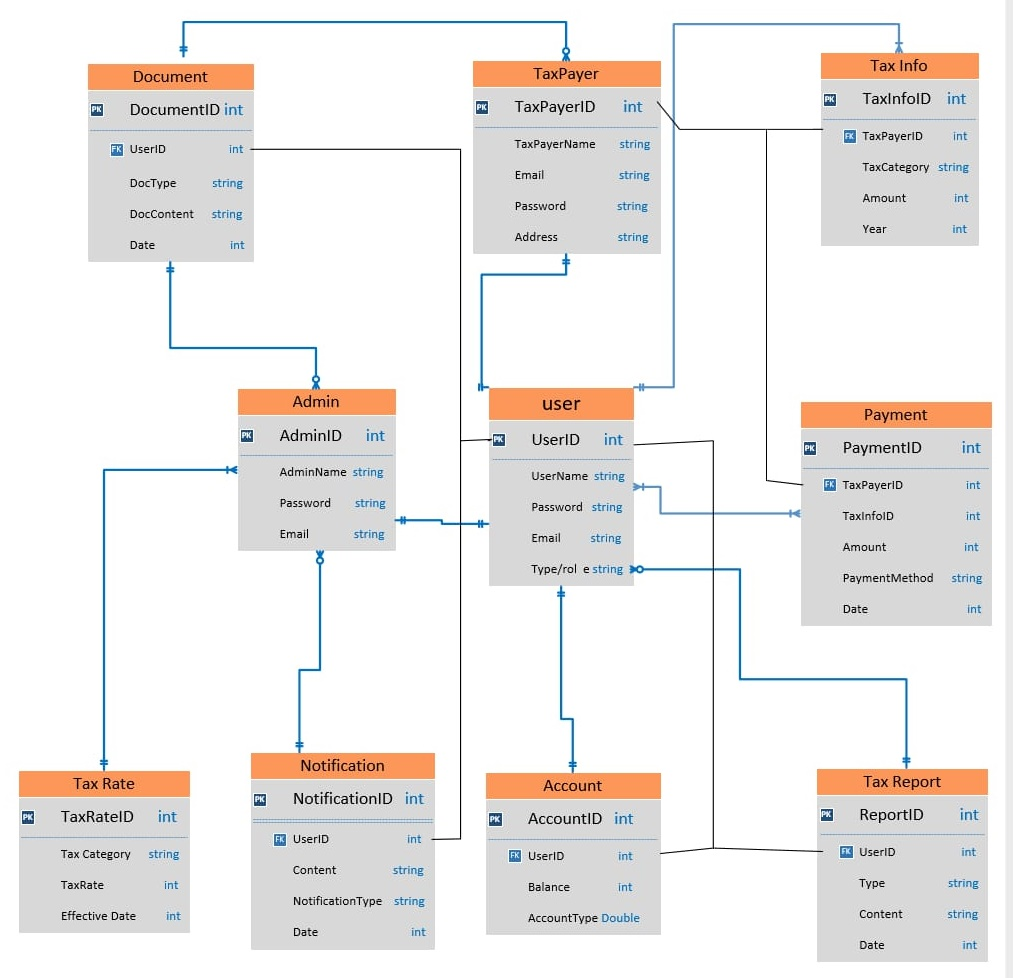 Document
PK DocumentID int
FK UserID int
DocType string
DocContent string
Date int
TaxPayer
PK TaxPayerID int
TaxPayerName string
Email string
Password string
Address string
Tax Info
PK TaxInfoID int
FK TaxPayerID int
TaxCategory string
Amount int
Year int
Admin
PK AdminID int
AdminName string
Password string
Email string
user
PK UserID int
UserName string
Password string
Email string
Type/rol e string
Payment
PK PaymentID int
FK TaxPayerID int
TaxInfoID int
Amount int
PaymentMethod string
Date int
Tax Rate
PK TaxRateID int
Tax Category string
TaxRate int
Effective Date int
Notification
PK NotificationID int
FK UserID int
Content string
NotificationType string
Date int
Account
PK AccountID int
FK UserID int
Balance int
AccountType Double
Tax Report
PK ReportID int
FK UserID int
Type string
Content string
Date int